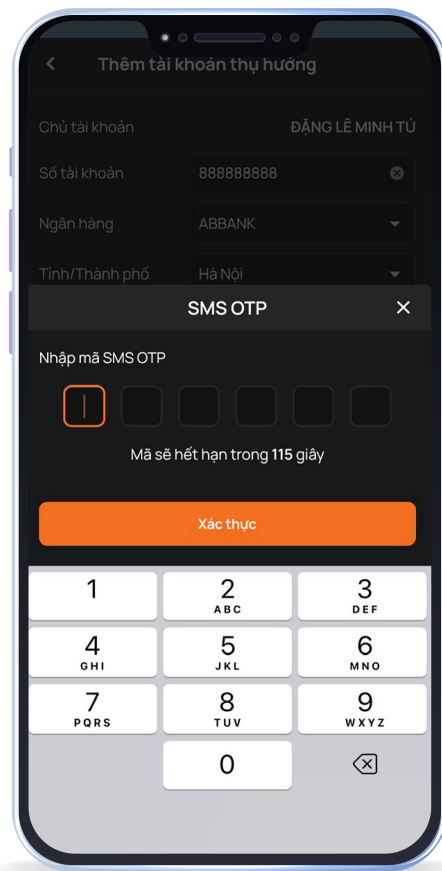 Thêm tài khoản thụ hưởng
Chủ tài khoản ĐẶNG LÊ MINH TÚ
Số tài khoản 888888888
Ngân hàng ABBANK
Tỉnh/Thành phố Hà Nội
SMS OTP
Nhập mã SMS OTP
Mã sẽ hết hạn trong 115 giây
Xác thực
1 2 3
ABC DEF
4 5 6
GHI JKL MNO
7 8 9
PQRS TUV WXYZ
0